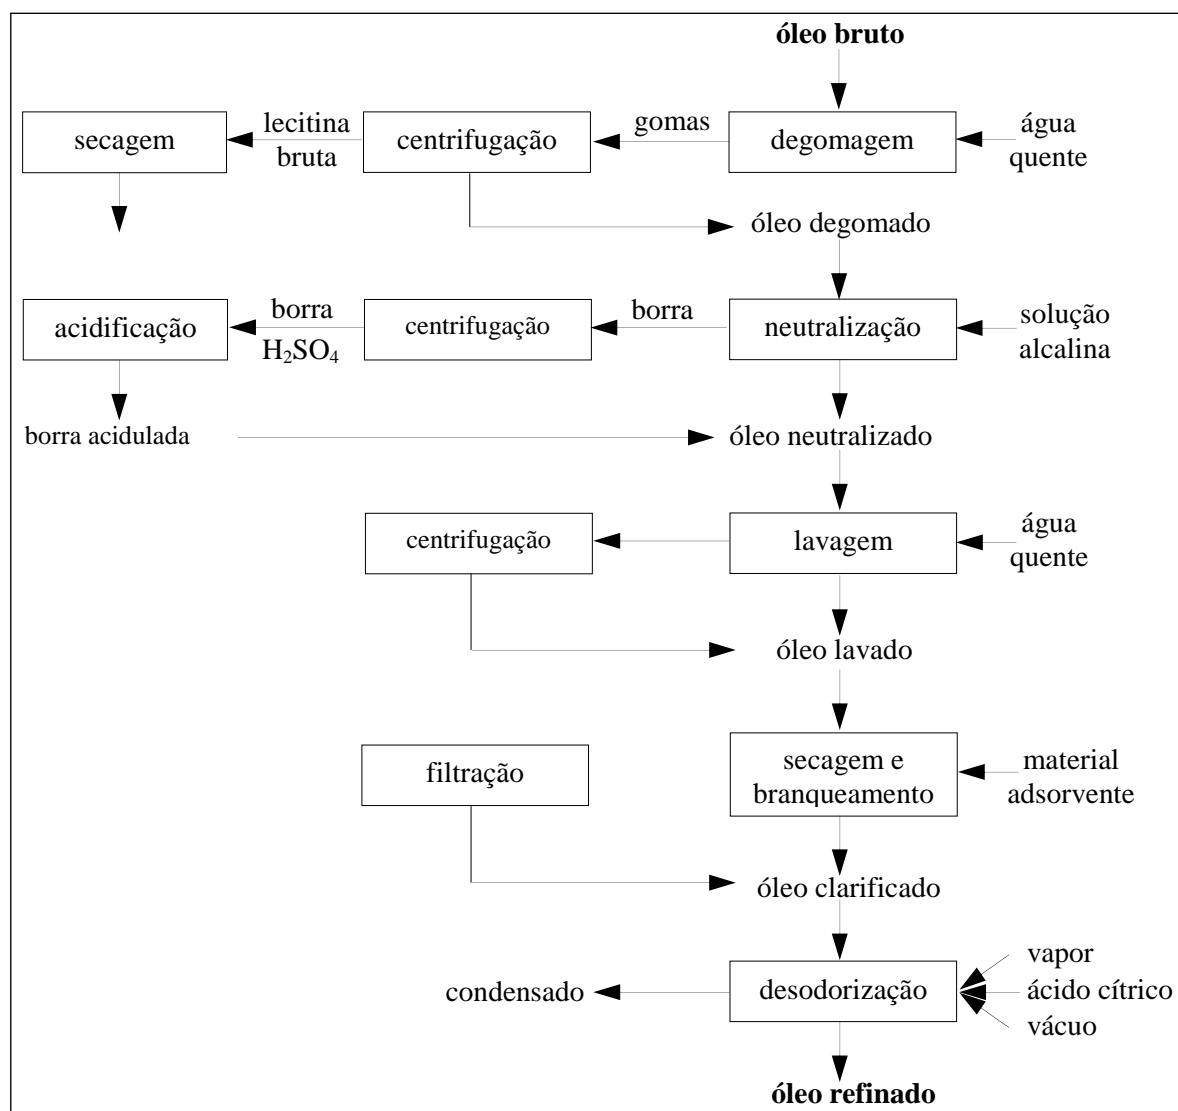 óleo bruto
secagem
lecitina
bruta
centrifugação
gomas
degomagem
água
quente
óleo degomado
acidificação
borra
H₂SO₄
centrifugação
borra
neutralização
solução
alcalina
borra acidulada
óleo neutralizado
centrifugação
lavagem
água
quente
óleo lavado
filtração
secagem e
branqueamento
material
adsorvente
óleo clarificado
condensado
desodorização
vapor
ácido cítrico
vácuo
óleo refinado